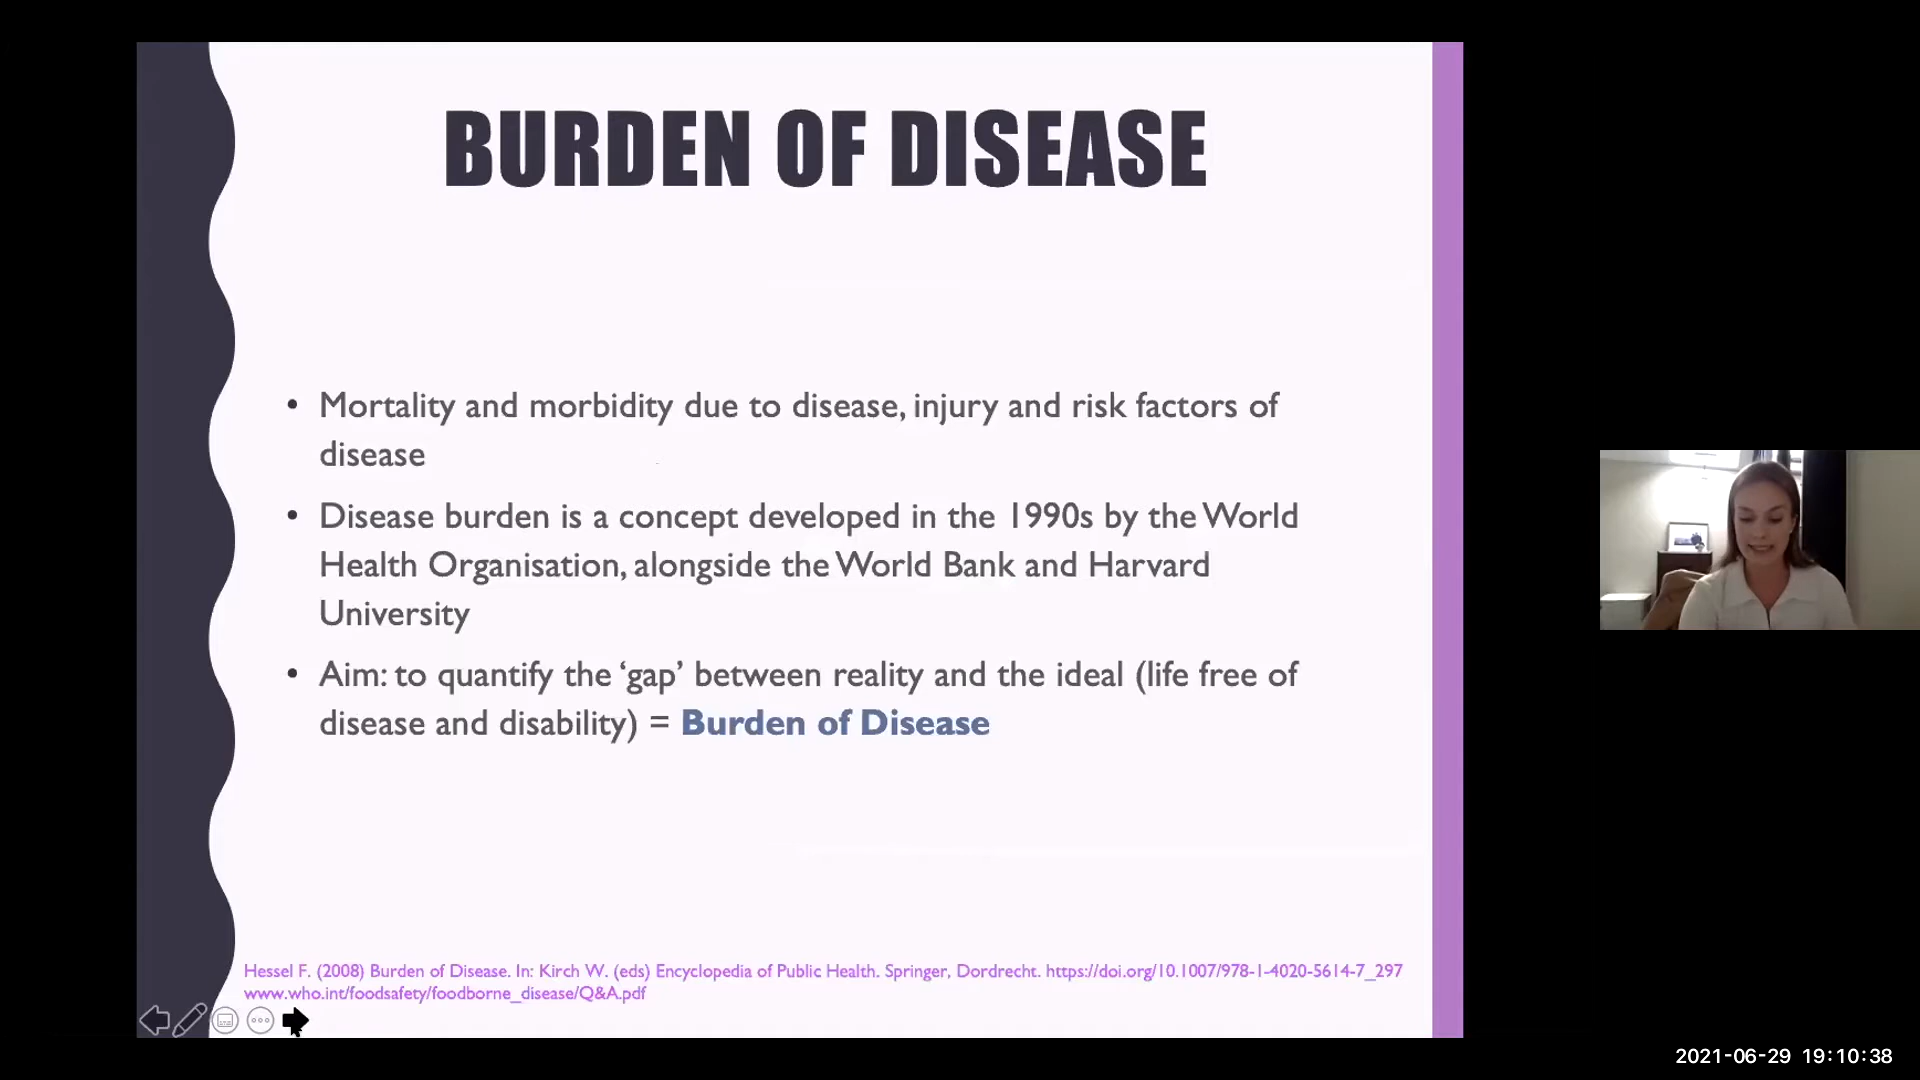 BURDEN OF DISEASE
• Mortality and morbidity due to disease, injury and risk factors of
disease
• Disease burden is a concept developed in the 1990s by the World
Health Organisation, alongside the World Bank and Harvard
University
• Aim: to quantify the ‘gap’ between reality and the ideal (life free of
disease and disability) = Burden of Disease
Hessel F. (2008) Burden of Disease. In: Kirch W. (eds) Encyclopedia of Public Health. Springer, Dordrecht. https://doi.org/10.1007/978-1-4020-5614-7_297
www.who.int/foodsafety/foodborne_disease/Q&A.pdf
2021-06-29 19:10:38